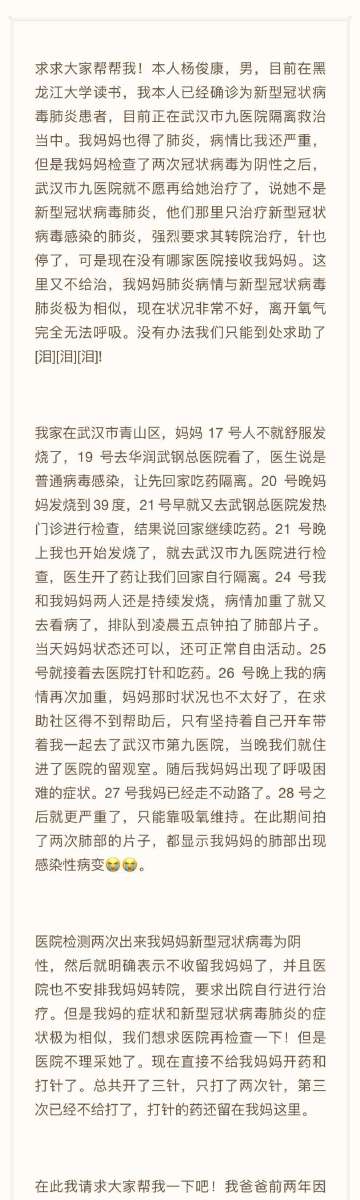 求求大家帮帮我！本人杨俊康，男，目前在黑
龙江大学读书，我本人已经确诊为新型冠状病
毒肺炎患者，目前正在武汉市九医院隔离救治
当中。我妈妈也得了肺炎，病情比我还严重，
但是我妈妈检查了两次冠状病毒为阴性之后，
武汉市九医院就不愿再给她治疗了，说她不是
新型冠状病毒肺炎，他们那里只治疗新型冠状
病毒感染的肺炎，强烈要求其转院治疗，针也
停了，可是现在没有哪家医院接收我妈妈。这
里又不给治，我妈妈肺炎病情与新型冠状病毒
肺炎极为相似，现在状况非常不好，离开氧气
完全无法呼吸。没有办法我们只能到处求助了
[泪][泪][泪]!
我家在武汉市青山区，妈妈 17 号人不就舒服发
烧了，19 号去华润武钢总医院看了，医生说是
普通病毒感染，让先回家吃药隔离。20 号晚妈
妈发烧到 39 度，21 号早就又去武钢总医院发热
门诊进行检查，结果说回家继续吃药。21 号晚
上我也开始发烧了，就去武汉市九医院进行检
查，医生开了药让我们回家自行隔离。24 号我
和我妈妈两人还是持续发烧，病情加重了就又
去看病了，排队到凌晨五点钟拍了肺部片子。
当天妈妈状态还可以，还可正常自由活动。25
号就接着去医院打针和吃药。26 号晚上我的病
情再次加重，妈妈那时状况也不太好了，在求
助社区得不到帮助后，只有坚持着自己开车带
着我一起去了武汉市第九医院，当晚我们就住
进了医院的留观室。随后我妈妈出现了呼吸困
难的症状。27 号我妈已经走不动路了。28 号之
后就更严重了，只能靠吸氧维持。在此期间拍
了两次肺部的片子，都显示我妈妈的肺部出现
感染性病变😭😭。
医院检测两次出来我妈妈新型冠状病毒为阴
性，然后就明确表示不收留我妈妈了，并且医
院也不安排我妈妈转院，要求出院自行进行治
疗。但是我妈的症状和新型冠状病毒肺炎的症
状极为相似，我们想求医院再检查一下！但是
医院不理采她了。现在直接不给我妈妈开药和
打针了。总共开了三针，只打了两次针，第三
次已经不给打了，打针的药还留在我妈这里。
在此我请求大家帮我一下吧！我爸爸前两年因